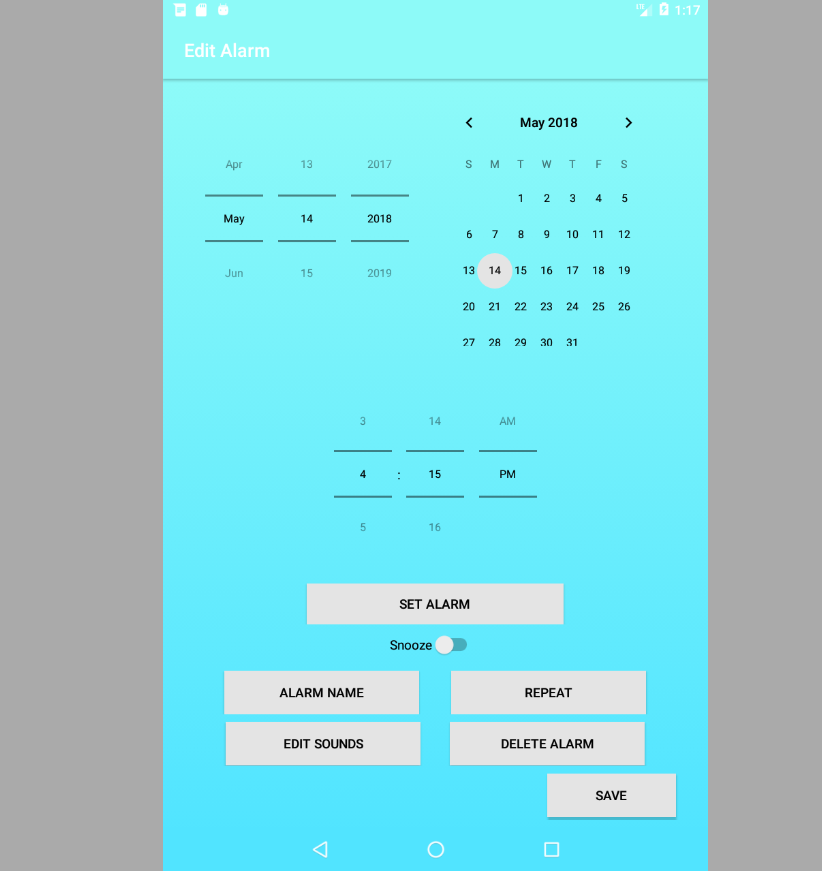 1:17
Edit Alarm
May 2018
Apr 13 2017
May 14 2018
Jun 15 2019
S M T W T F S
1 2 3 4 5
6 7 8 9 10 11 12
13 14 15 16 17 18 19
20 21 22 23 24 25 26
27 28 29 30 31
3 14 AM
4 : 15 PM
5 16
SET ALARM
Snooze
ALARM NAME REPEAT
EDIT SOUNDS DELETE ALARM
SAVE